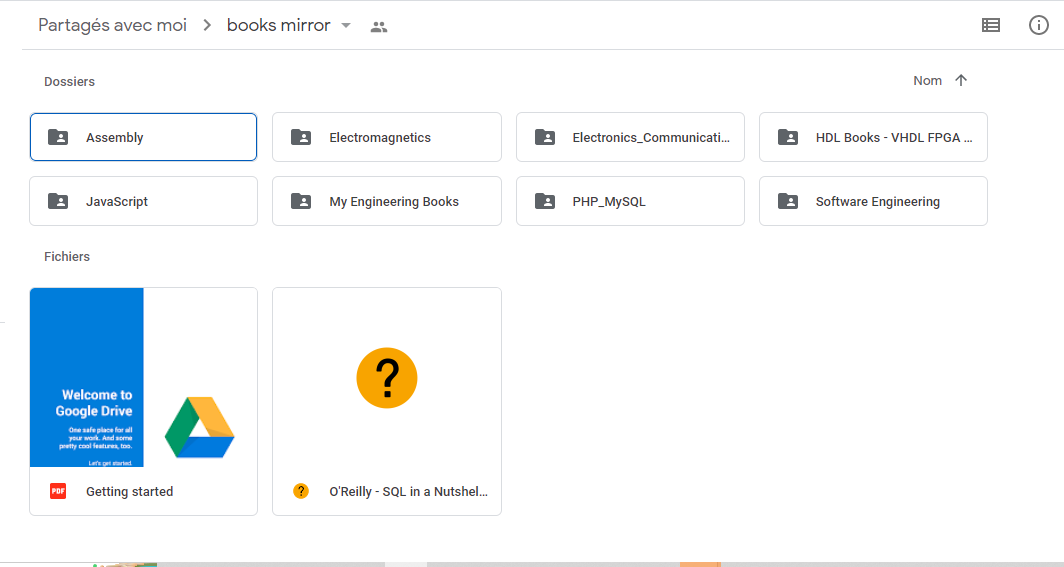 Partagés avec moi > books mirror
Dossiers
Nom
Assembly
Electromagnetics
Electronics_Communicati...
HDL Books - VHDL FPGA ...
JavaScript
My Engineering Books
PHP_MySQL
Software Engineering
Fichiers
Welcome to
Google Drive
One safe place for all
your work. And some
pretty cool features, too.
Let's get started.
?
PDF
Getting started
?
O'Reilly - SQL in a Nutshel...